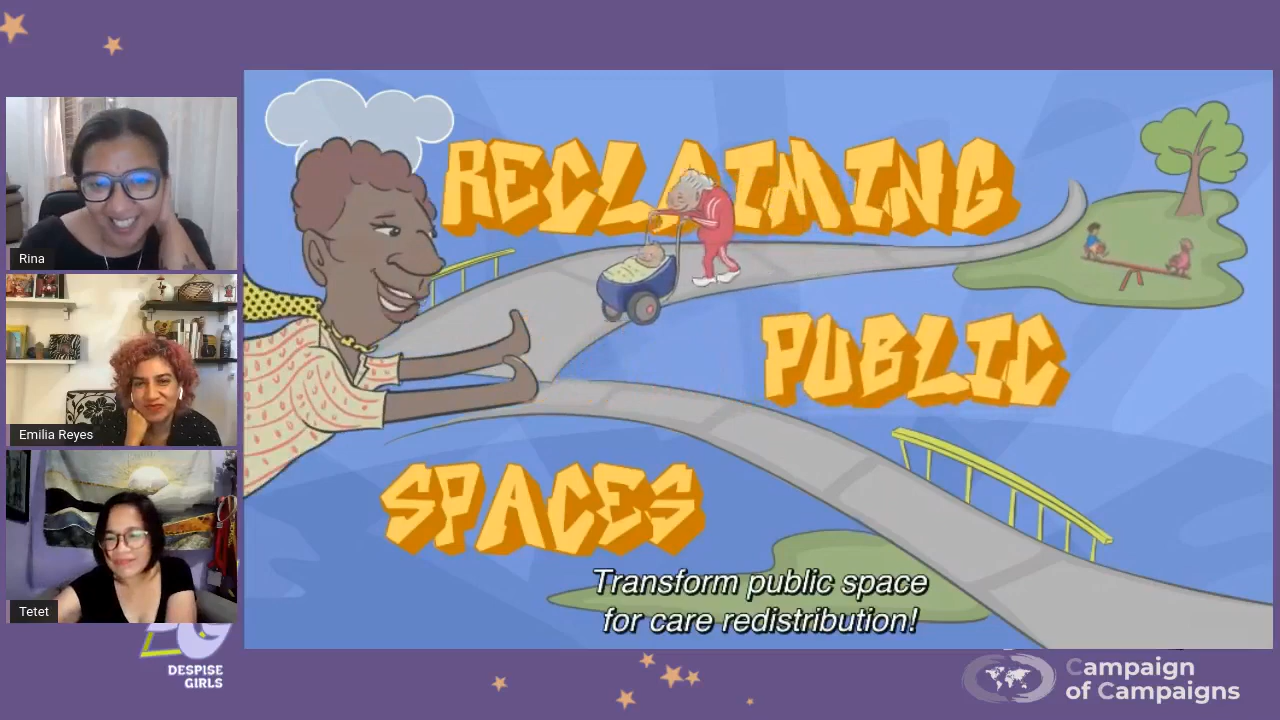 Rina
Emilia Reyes
Tetet
RECLAIMING
PUBLIC
SPACES
Transform public space
for care redistribution!
DESPISE
GIRLS
Campaign
of Campaigns